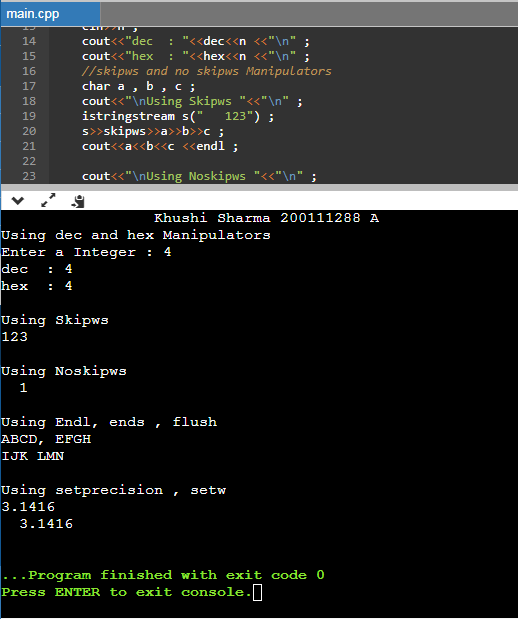 main.cpp
13 cin>>n ;
14 cout<<"dec  : "<<dec<<n <<"\n" ;
15 cout<<"hex  : "<<hex<<n <<"\n" ;
16 //skipws and no skipws Manipulators
17 char a , b , c ;
18 cout<<"\nUsing Skipws "<<"\n" ;
19 istringstream s("   123") ;
20 s>>skipws>>a>>b>>c ;
21 cout<<a<<b<<c <<endl ;
22
23 cout<<"\nUsing Noskipws "<<"\n" ;
Khushi Sharma 200111288 A
Using dec and hex Manipulators
Enter a Integer : 4
dec  : 4
hex  : 4
Using Skipws
123
Using Noskipws
  1
Using Endl, ends , flush
ABCD, EFGH
IJK LMN
Using setprecision , setw
3.1416
  3.1416
...Program finished with exit code 0
Press ENTER to exit console.